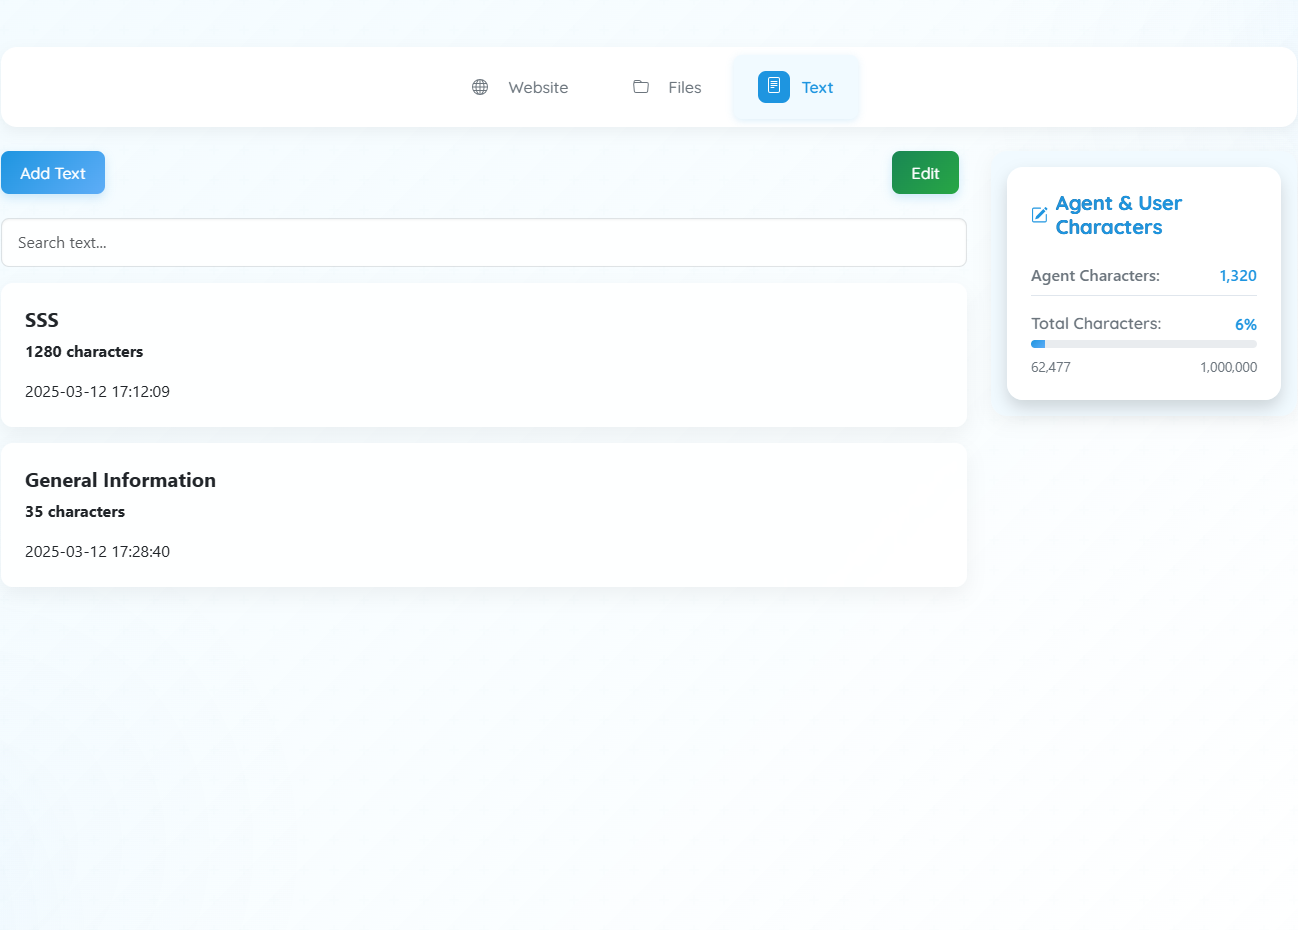 Website
Files
Text
Add Text
Edit
Search text...
SSS
1280 characters
2025-03-12 17:12:09
General Information
35 characters
2025-03-12 17:28:40
Agent & User
Characters
Agent Characters: 1,320
Total Characters: 6%
62,477 1,000,000